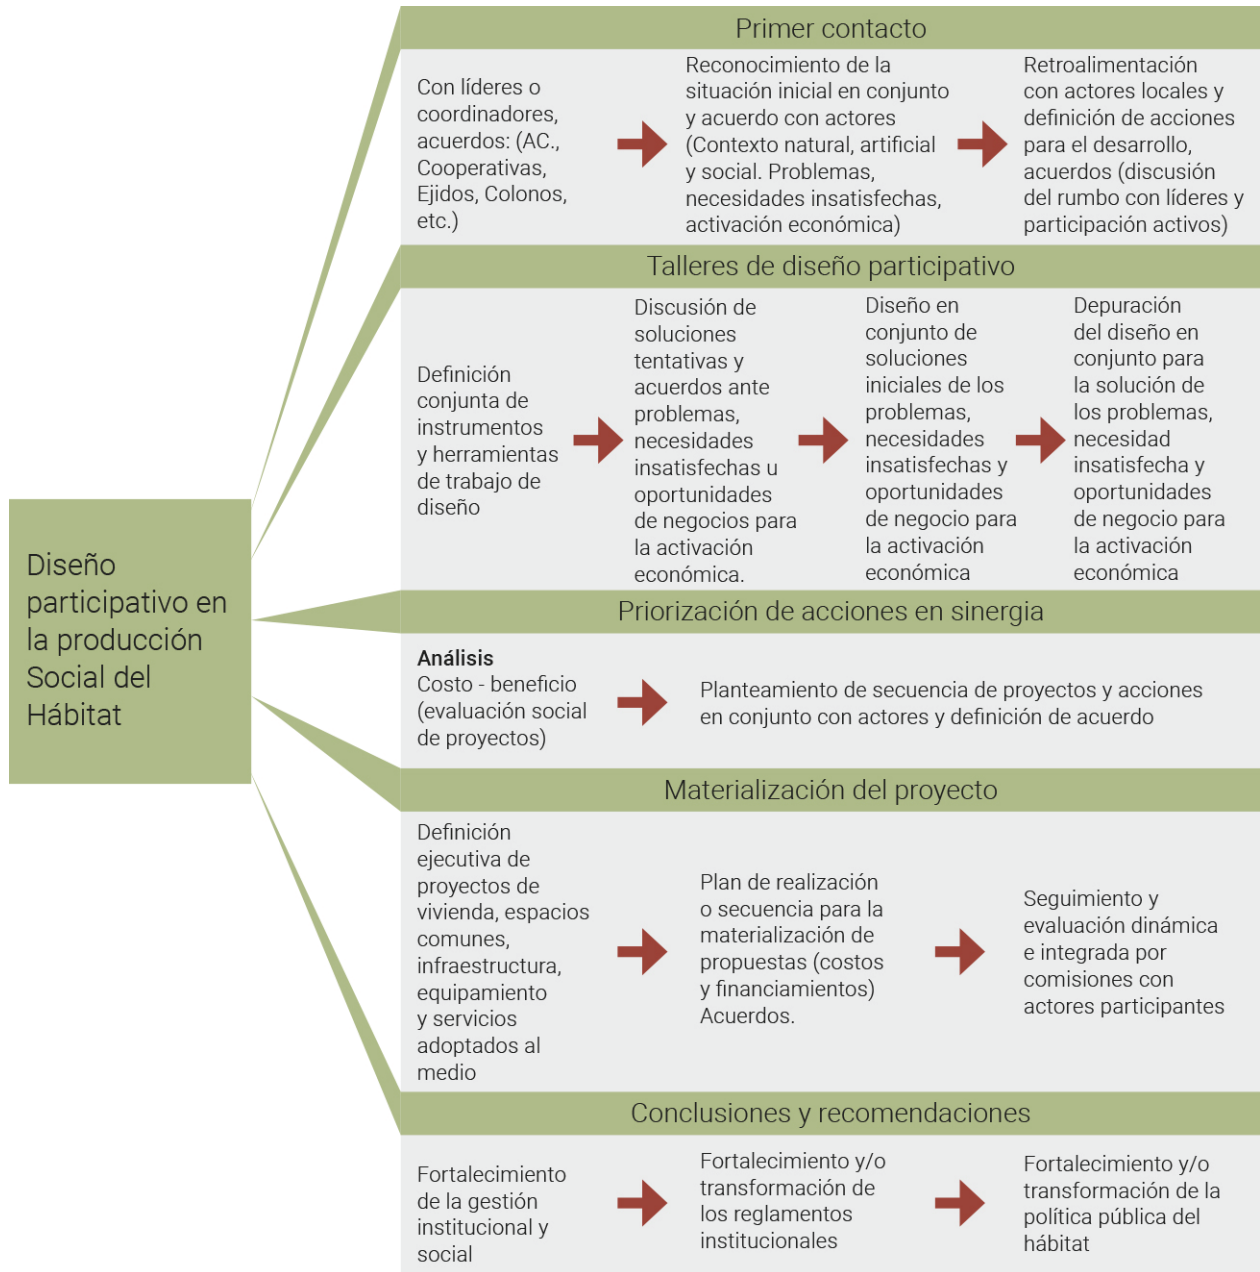 Diseño
participativo en
la producción
Social del
Hábitat
Primer contacto
Con líderes o
coordinadores,
acuerdos: (AC.,
Cooperativas,
Ejidos, Colonos,
etc.)
Reconocimiento de la
situación inicial en conjunto
y acuerdo con actores
(Contexto natural, artificial
y social. Problemas,
necesidades insatisfechas,
activación económica)
Retroalimentación
con actores locales y
definición de acciones
para el desarrollo,
acuerdos (discusión
del rumbo con líderes y
participación activos)
Talleres de diseño participativo
Definición
conjunta de
instrumentos
y herramientas
de trabajo de
diseño
Discusión de
soluciones
tentativas y
acuerdos ante
problemas,
necesidades
insatisfechas u
oportunidades
de negocios para
la activación
económica.
Diseño en
conjunto de
soluciones
iniciales de los
problemas,
necesidades
insatisfechas y
oportunidades
de negocio para
la activación
económica
Depuración
del diseño en
conjunto para
la solución de
los problemas,
necesidad
insatisfecha y
oportunidades
de negocio para
la activación
económica
Priorización de acciones en sinergia
Análisis
Costo - beneficio
(evaluación social
de proyectos)
Planteamiento de secuencia de proyectos y acciones
en conjunto con actores y definición de acuerdo
Materialización del proyecto
Definición
ejecutiva de
proyectos de
vivienda, espacios
comunes,
infraestructura,
equipamiento
y servicios
adoptados al
medio
Plan de realización
o secuencia para la
materialización de
propuestas (costos
y financiamientos)
Acuerdos.
Seguimiento y
evaluación dinámica
e integrada por
comisiones con
actores participantes
Conclusiones y recomendaciones
Fortalecimiento
de la gestión
institucional y
social
Fortalecimiento y/o
transformación de
los reglamentos
institucionales
Fortalecimiento y/o
transformación de la
política pública del
hábitat